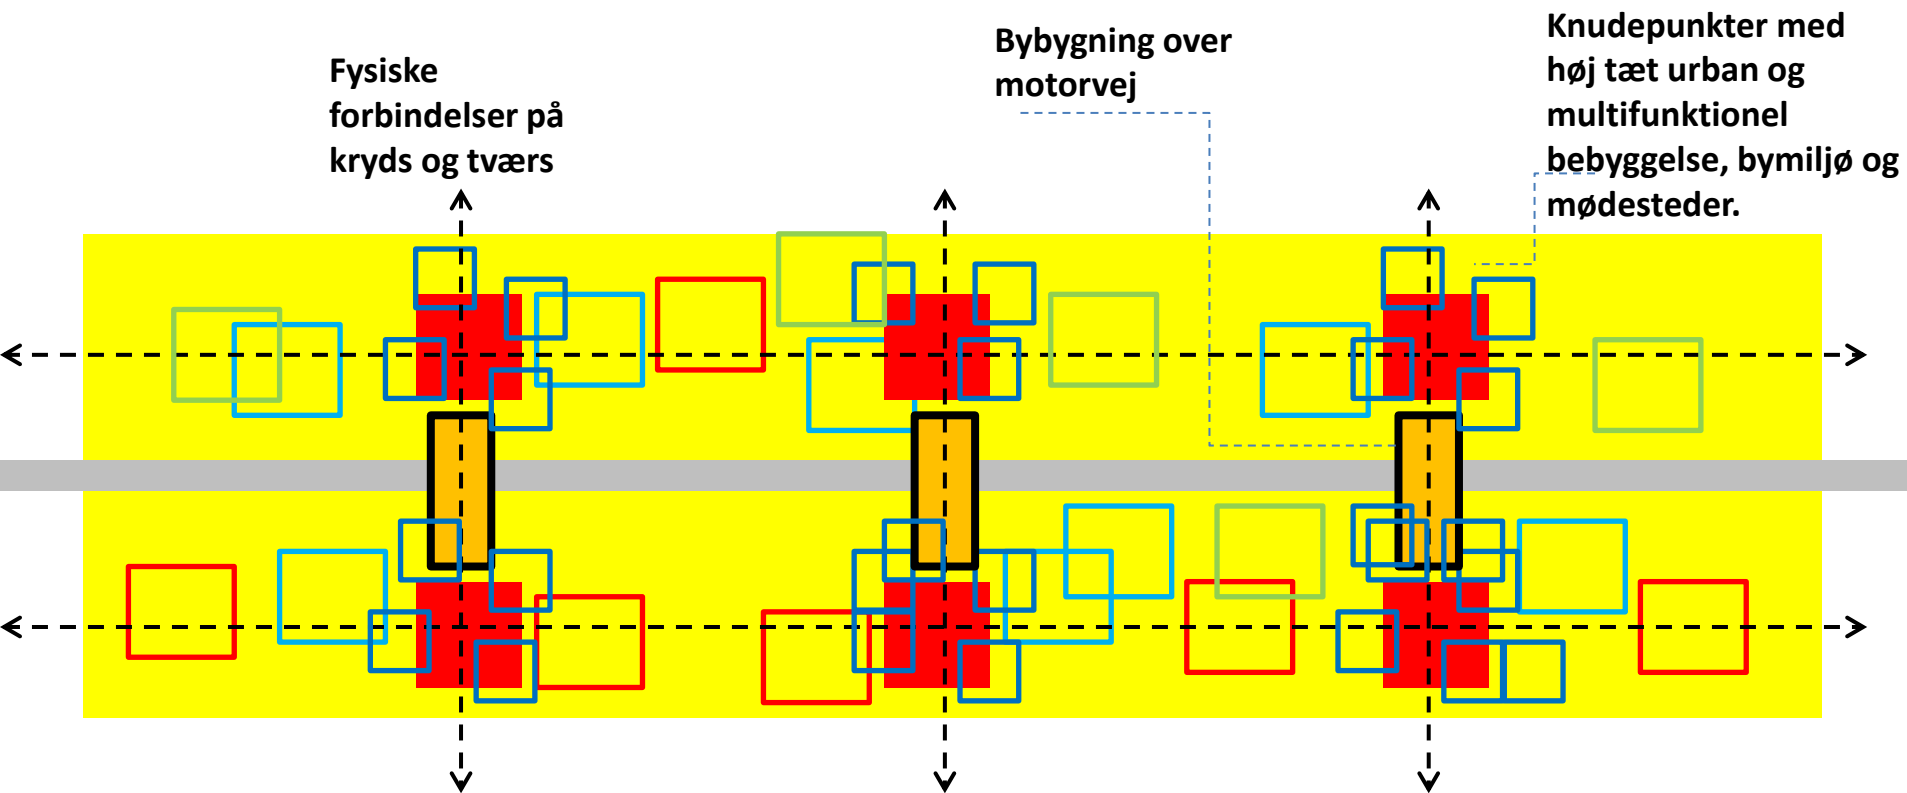 Fysiske
forbindelser på
kryds og tværs
Bybygning over
motorvej
Knudepunkter med
høj tæt urban og
multifunktionel
bebyggelse, bymiljø og
mødesteder.